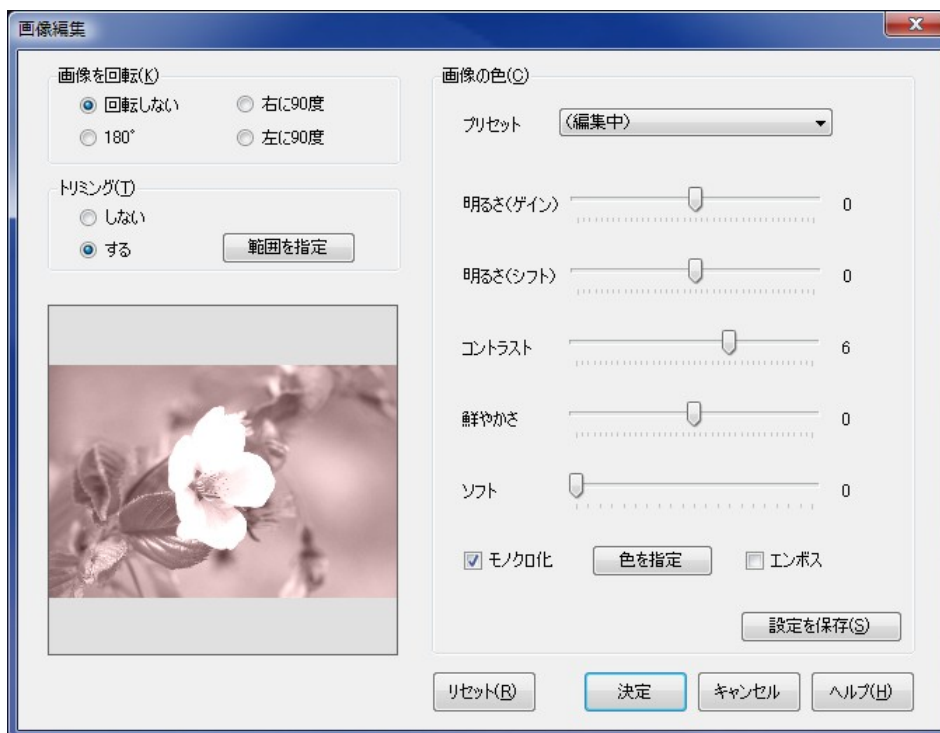 画像編集
画像を回転(K)
回転しない
右に90度
180°
左に90度
トリミング(T)
しない
する
範囲を指定
画像の色(C)
プリセット
(編集中)
明るさ(ゲイン)
0
明るさ(シフト)
0
コントラスト
6
鮮やかさ
0
ソフト
0
モノクロ化
色を指定
エンボス
設定を保存(S)
リセット(R)
決定
キャンセル
ヘルプ(H)